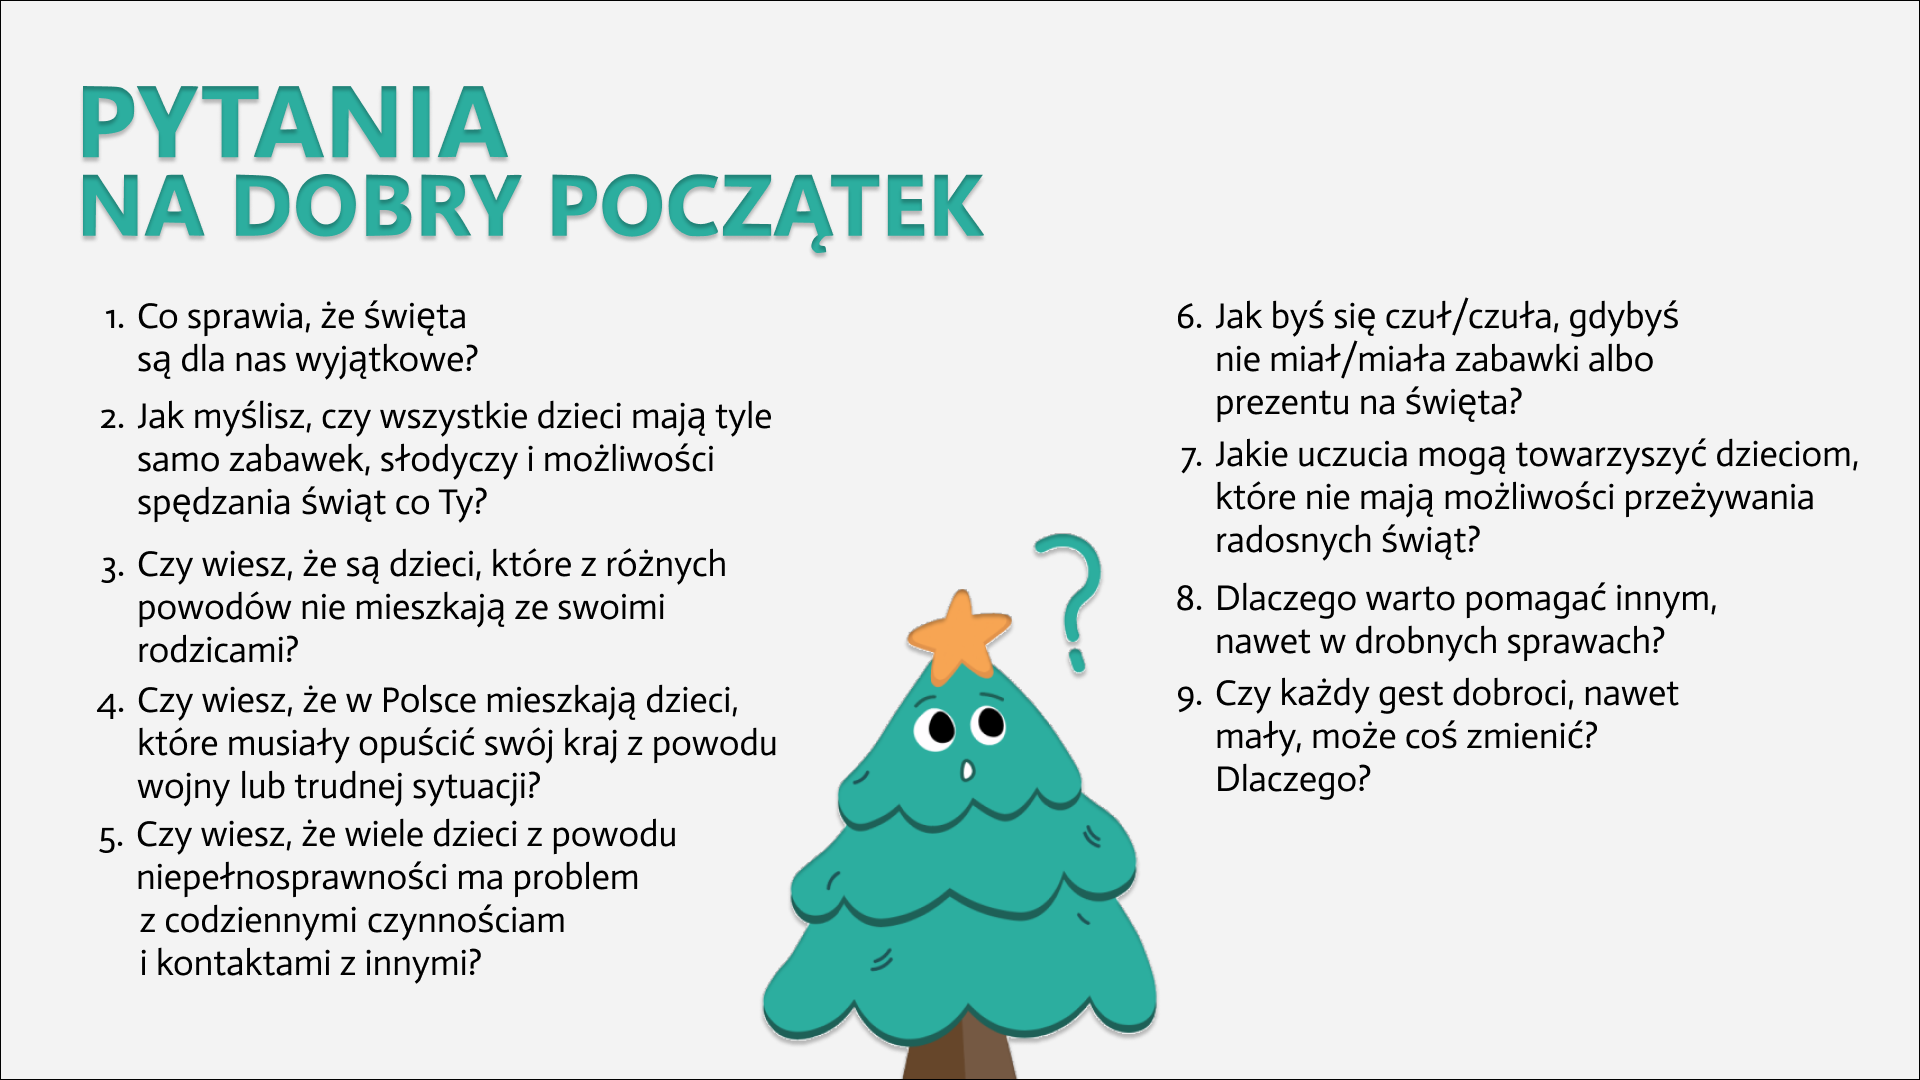 PYTANIA
NA DOBRY POCZĄTEK
1. Co sprawia, że święta
są dla nas wyjątkowe?
2. Jak myślisz, czy wszystkie dzieci mają tyle
samo zabawek, słodyczy i możliwości
spędzania świąt co Ty?
3. Czy wiesz, że są dzieci, które z różnych
powodów nie mieszkają ze swoimi
rodzicami?
4. Czy wiesz, że w Polsce mieszkają dzieci,
które musiały opuścić swój kraj z powodu
wojny lub trudnej sytuacji?
5. Czy wiesz, że wiele dzieci z powodu
niepełnosprawności ma problem
z codziennymi czynnościam
i kontaktami z innymi?
6. Jak byś się czuł/czuła, gdybyś
nie miał/miała zabawki albo
prezentu na święta?
7. Jakie uczucia mogą towarzyszyć dzieciom,
które nie mają możliwości przeżywania
radosnych świąt?
8. Dlaczego warto pomagać innym,
nawet w drobnych sprawach?
9. Czy każdy gest dobroci, nawet
mały, może coś zmienić?
Dlaczego?
?